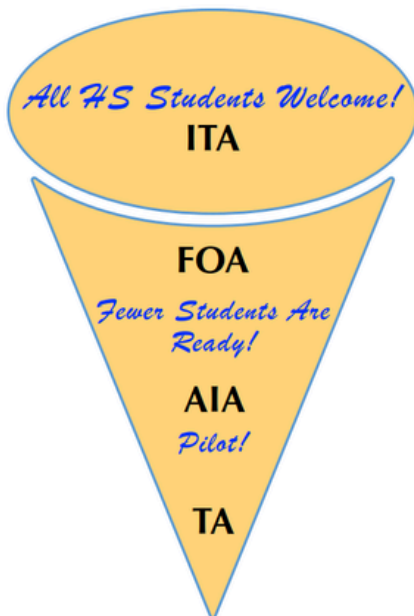 All HS Students Welcome!
ITA
FOA
Fewer Students Are
Ready!
AIA
Pilot!
TA